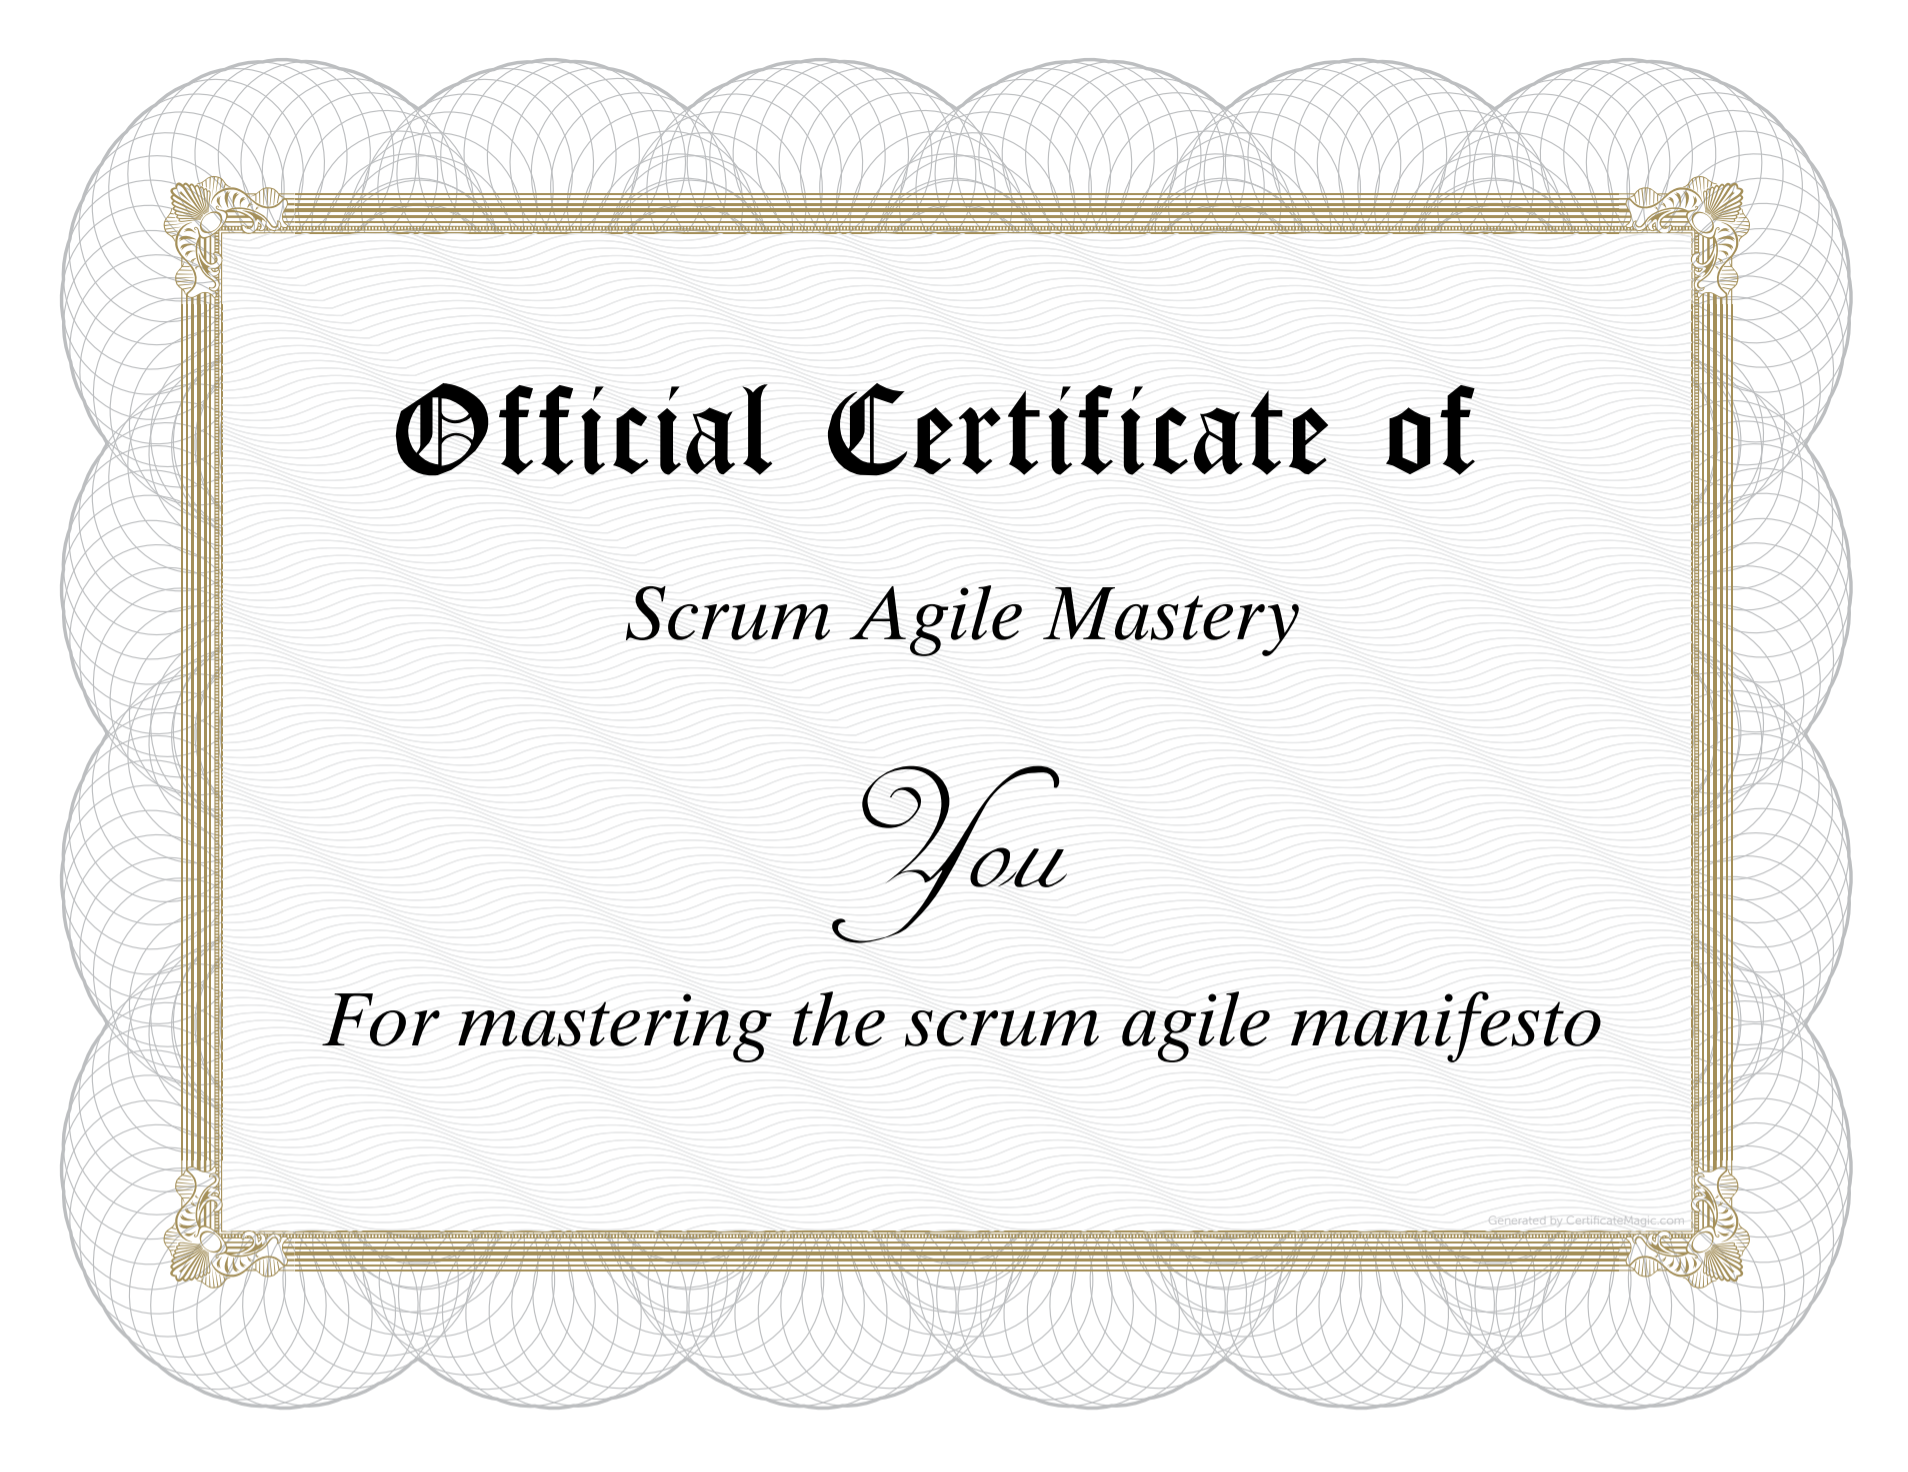 Official Certificate of
Scrum Agile Mastery
You
For mastering the scrum agile manifesto
Generated by CertificateMagic.com